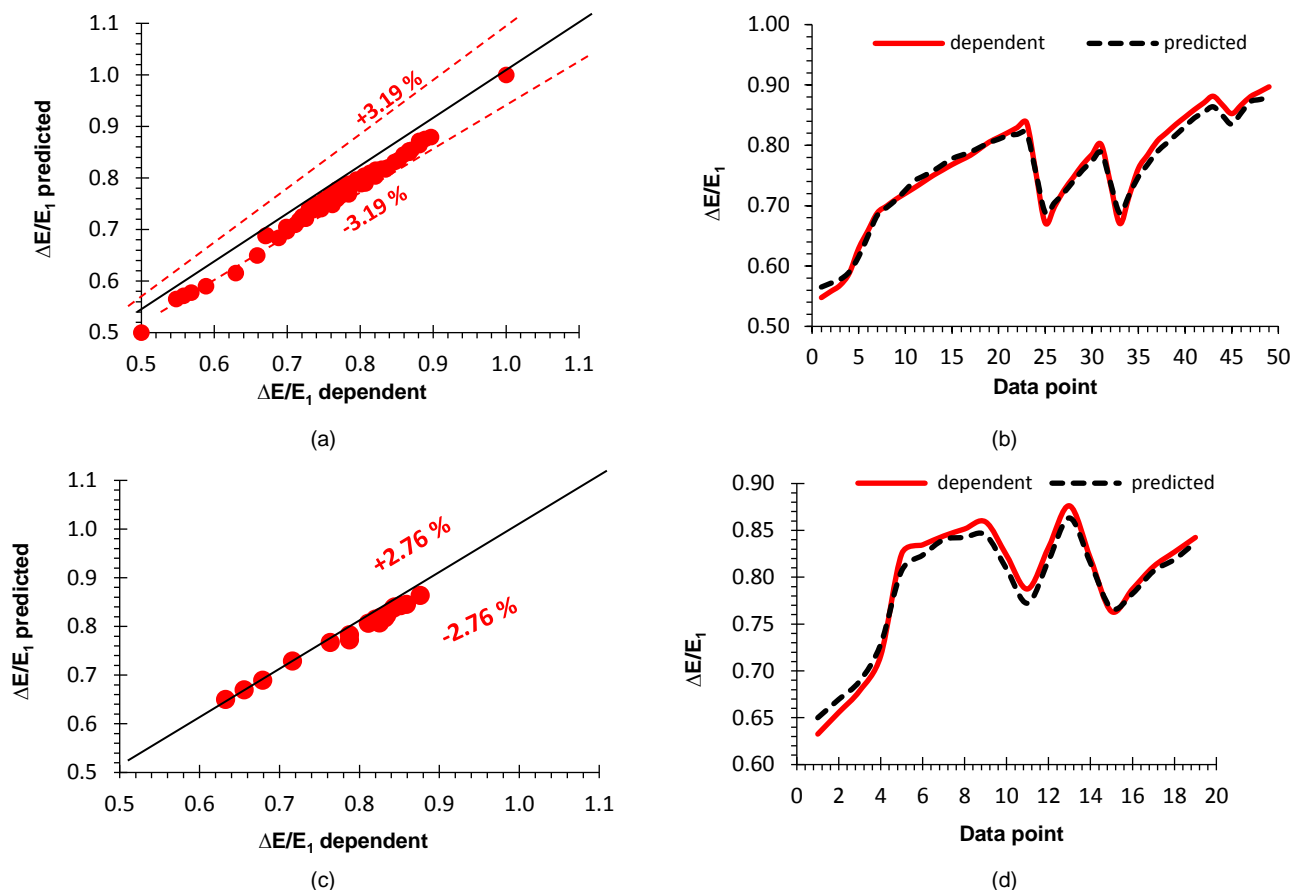 1.1
1.0
0.9
0.8
0.7
0.6
0.5
ΔE/E₁ predicted
+3.19 %
-3.19 %
0.5 0.6 0.7 0.8 0.9 1.0 1.1
ΔE/E₁ dependent
(a)
1.00
0.90
0.80
0.70
0.60
0.50
ΔE/E₁
dependent predicted
0 5 10 15 20 25 30 35 40 45 50
Data point
(b)
1.1
1.0
0.9
0.8
0.7
0.6
0.5
ΔE/E₁ predicted
+2.76 %
-2.76 %
0.5 0.6 0.7 0.8 0.9 1.0 1.1
ΔE/E₁ dependent
(c)
0.90
0.85
0.80
0.75
0.70
0.65
0.60
ΔE/E₁
dependent predicted
0 2 4 6 8 10 12 14 16 18 20
Data point
(d)